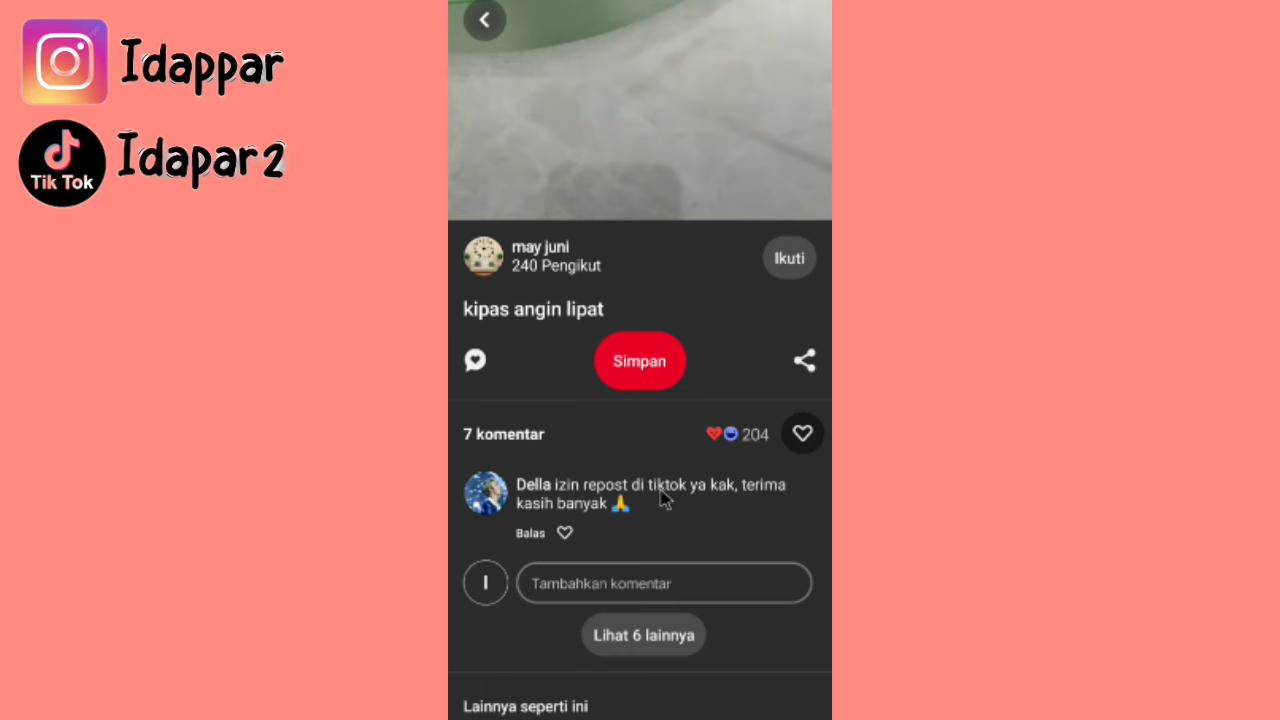 Idappar
Tik Tok
Idapar2
may juni
240 Pengikut
Ikuti
kipas angin lipat
Simpan
7 komentar
204
Della izin repost di tiktok ya kak, terima
kasih banyak 🙏
Balas
I
Tambahkan komentar
Lihat 6 lainnya
Lainnya seperti ini